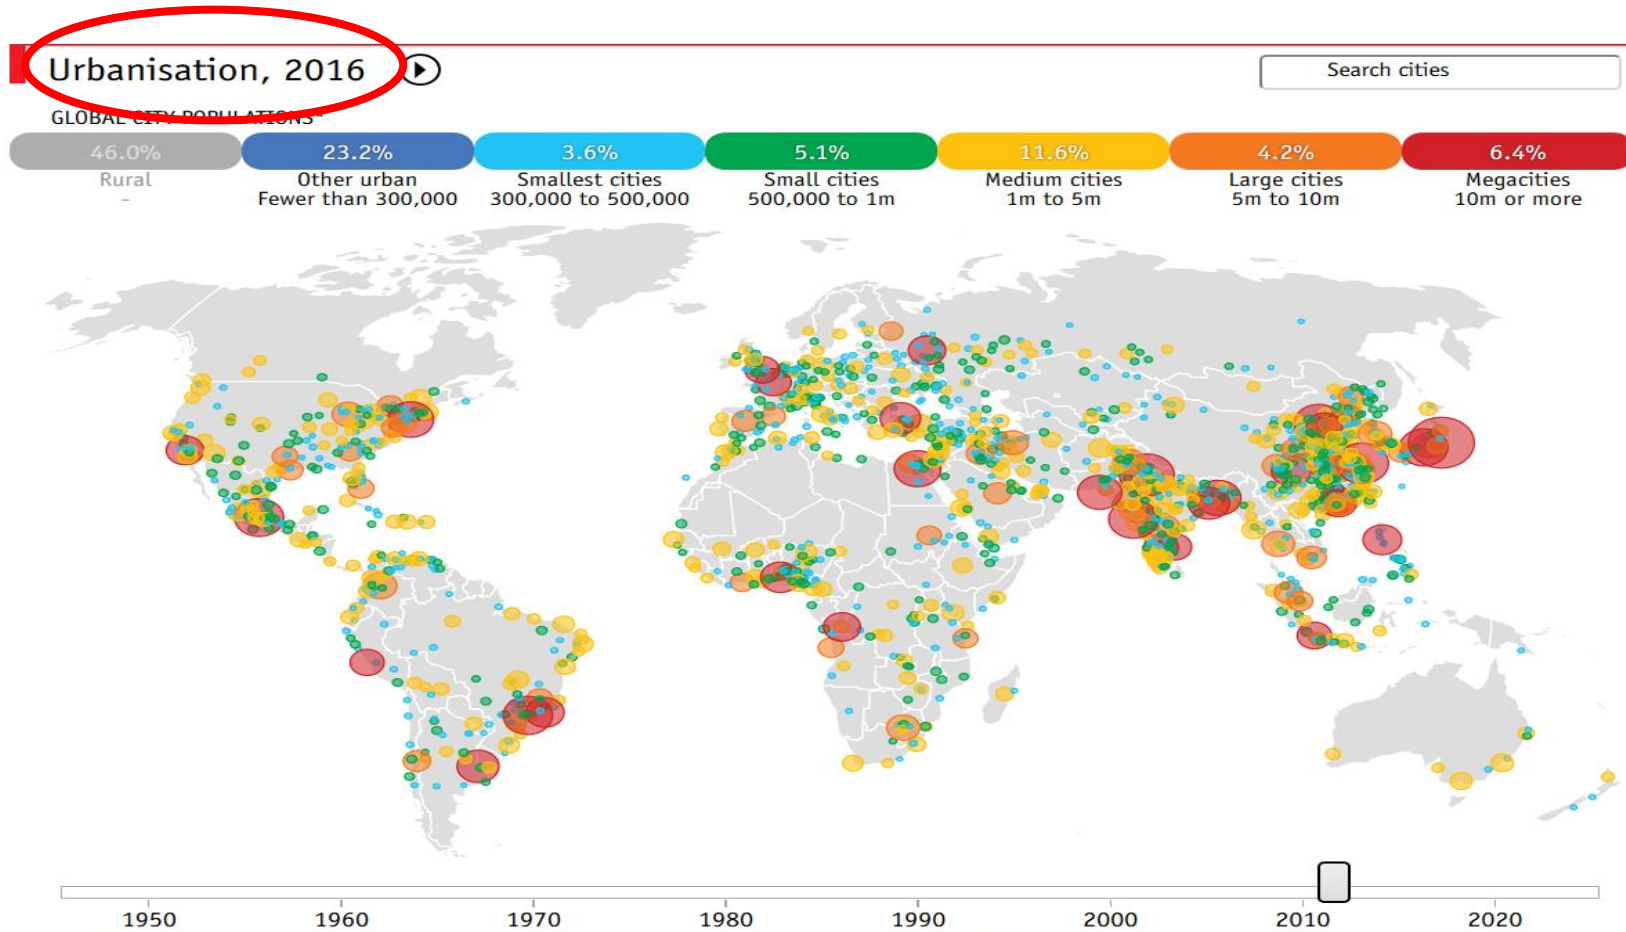 Urbanisation, 2016
Search cities
GLOBAL CITY POPULATIONS*
46.0% 23.2% 3.6% 5.1% 11.6% 4.2% 6.4%
Rural Other urban Smallest cities Small cities Medium cities Large cities Megacities
- Fewer than 300,000 300,000 to 500,000 500,000 to 1m 1m to 5m 5m to 10m 10m or more
1950 1960 1970 1980 1990 2000 2010 2020